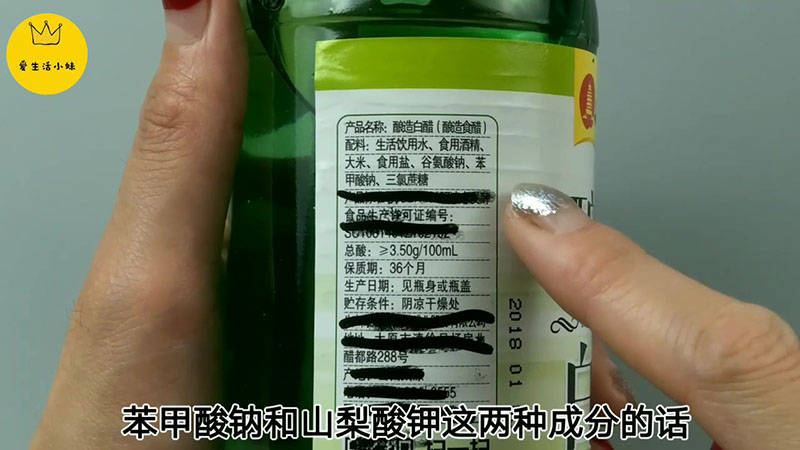 爱生活小妹
产品名称：酿造白醋（酿造食醋）
配料：生活饮用水、食用酒精、
大米、食用盐、谷氨酸钠、苯
甲酸钠、三氯蔗糖
食品生产许可证编号：
总酸：≥3.50g/100mL
保质期：36个月
生产日期：见瓶身或瓶盖
贮存条件：阴凉干燥处
醋都路288号
2018 01
苯甲酸钠和山梨酸钾这两种成分的话
扫一扫